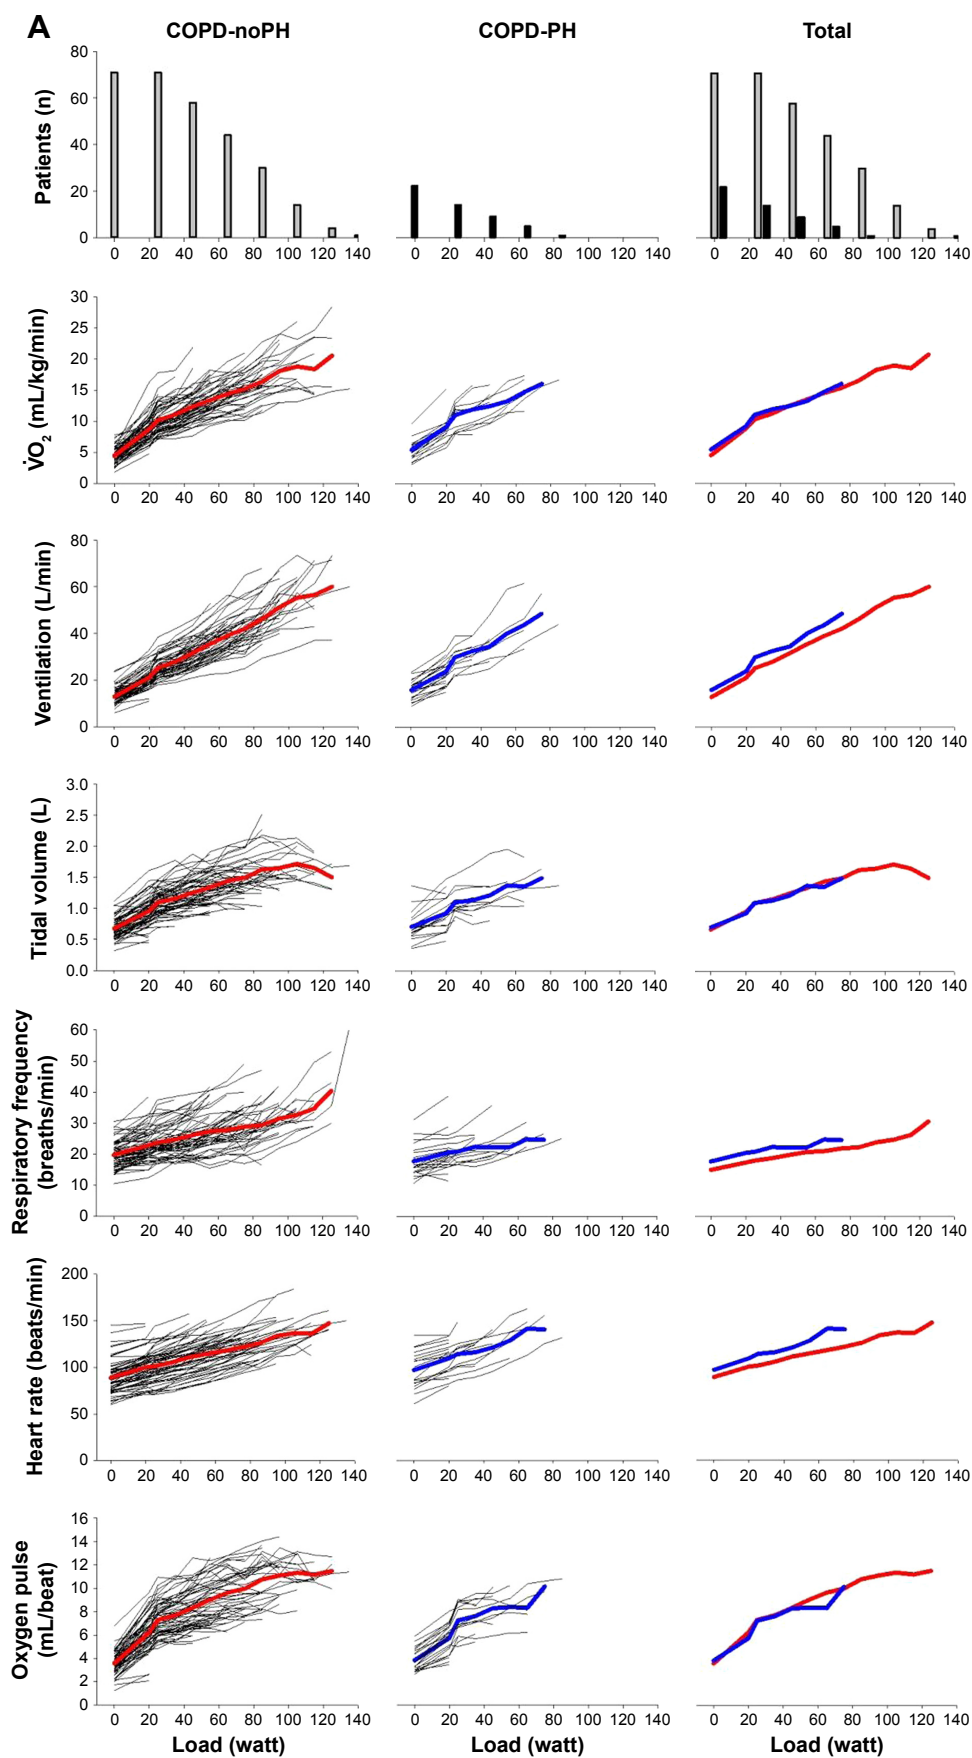 A
COPD-noPH COPD-PH Total
Patients (n)
80
60
40
20
0
0 20 40 60 80 100 120 140
0 20 40 60 80 100 120 140
0 20 40 60 80 100 120 140
V̇O₂ (mL/kg/min)
30
25
20
15
10
5
0
0 20 40 60 80 100 120 140
0 20 40 60 80 100 120 140
0 20 40 60 80 100 120 140
Ventilation (L/min)
80
60
40
20
0
0 20 40 60 80 100 120 140
0 20 40 60 80 100 120 140
0 20 40 60 80 100 120 140
Tidal volume (L)
3.0
2.5
2.0
1.5
1.0
0.5
0.0
0 20 40 60 80 100 120 140
0 20 40 60 80 100 120 140
0 20 40 60 80 100 120 140
Respiratory frequency
(breaths/min)
60
50
40
30
20
10
0
0 20 40 60 80 100 120 140
0 20 40 60 80 100 120 140
0 20 40 60 80 100 120 140
Heart rate (beats/min)
200
150
100
50
0
0 20 40 60 80 100 120 140
0 20 40 60 80 100 120 140
0 20 40 60 80 100 120 140
Oxygen pulse
(mL/beat)
16
14
12
10
8
6
4
2
0
0 20 40 60 80 100 120 140
0 20 40 60 80 100 120 140
0 20 40 60 80 100 120 140
Load (watt) Load (watt) Load (watt)